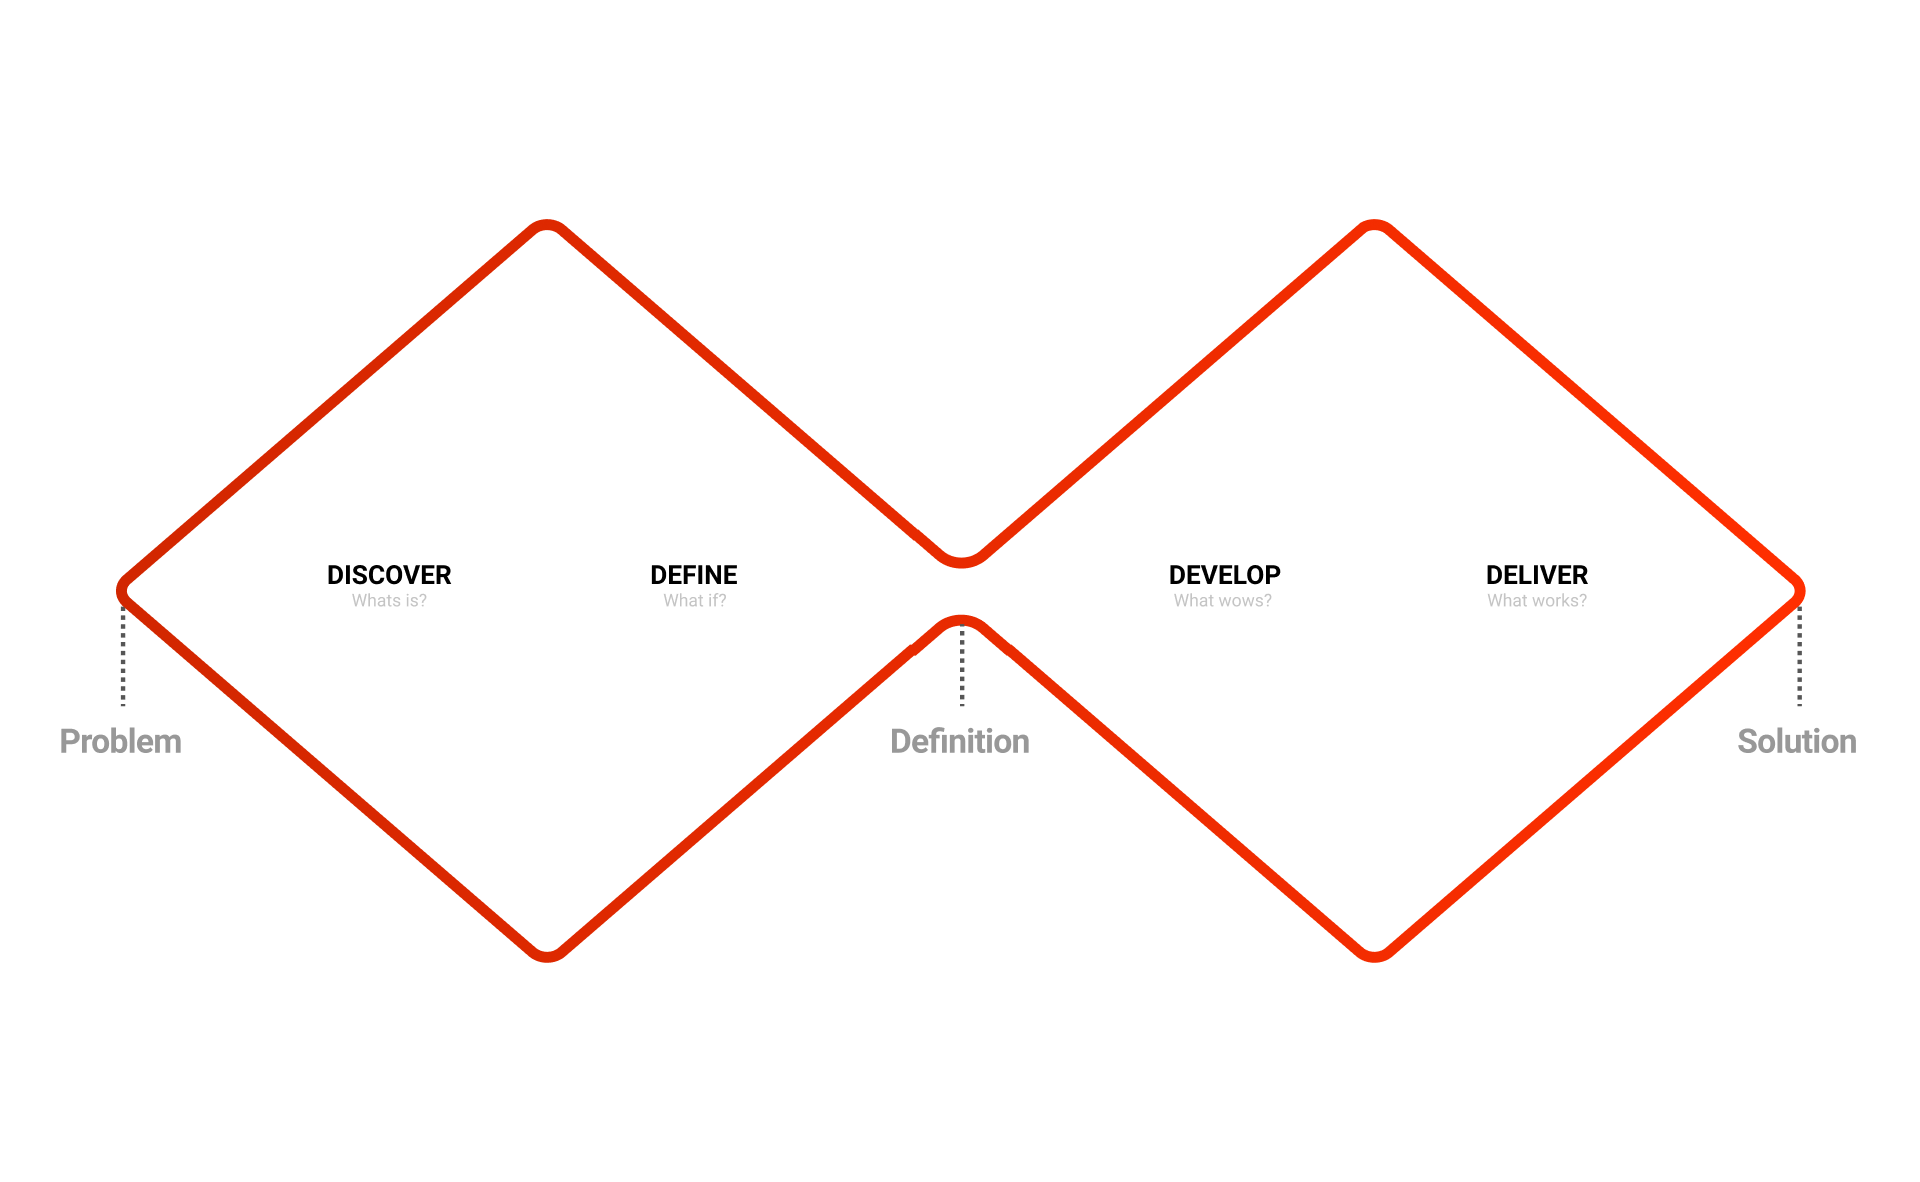 DISCOVER
Whats is?
DEFINE
What if?
DEVELOP
What wows?
DELIVER
What works?
Problem
Definition
Solution